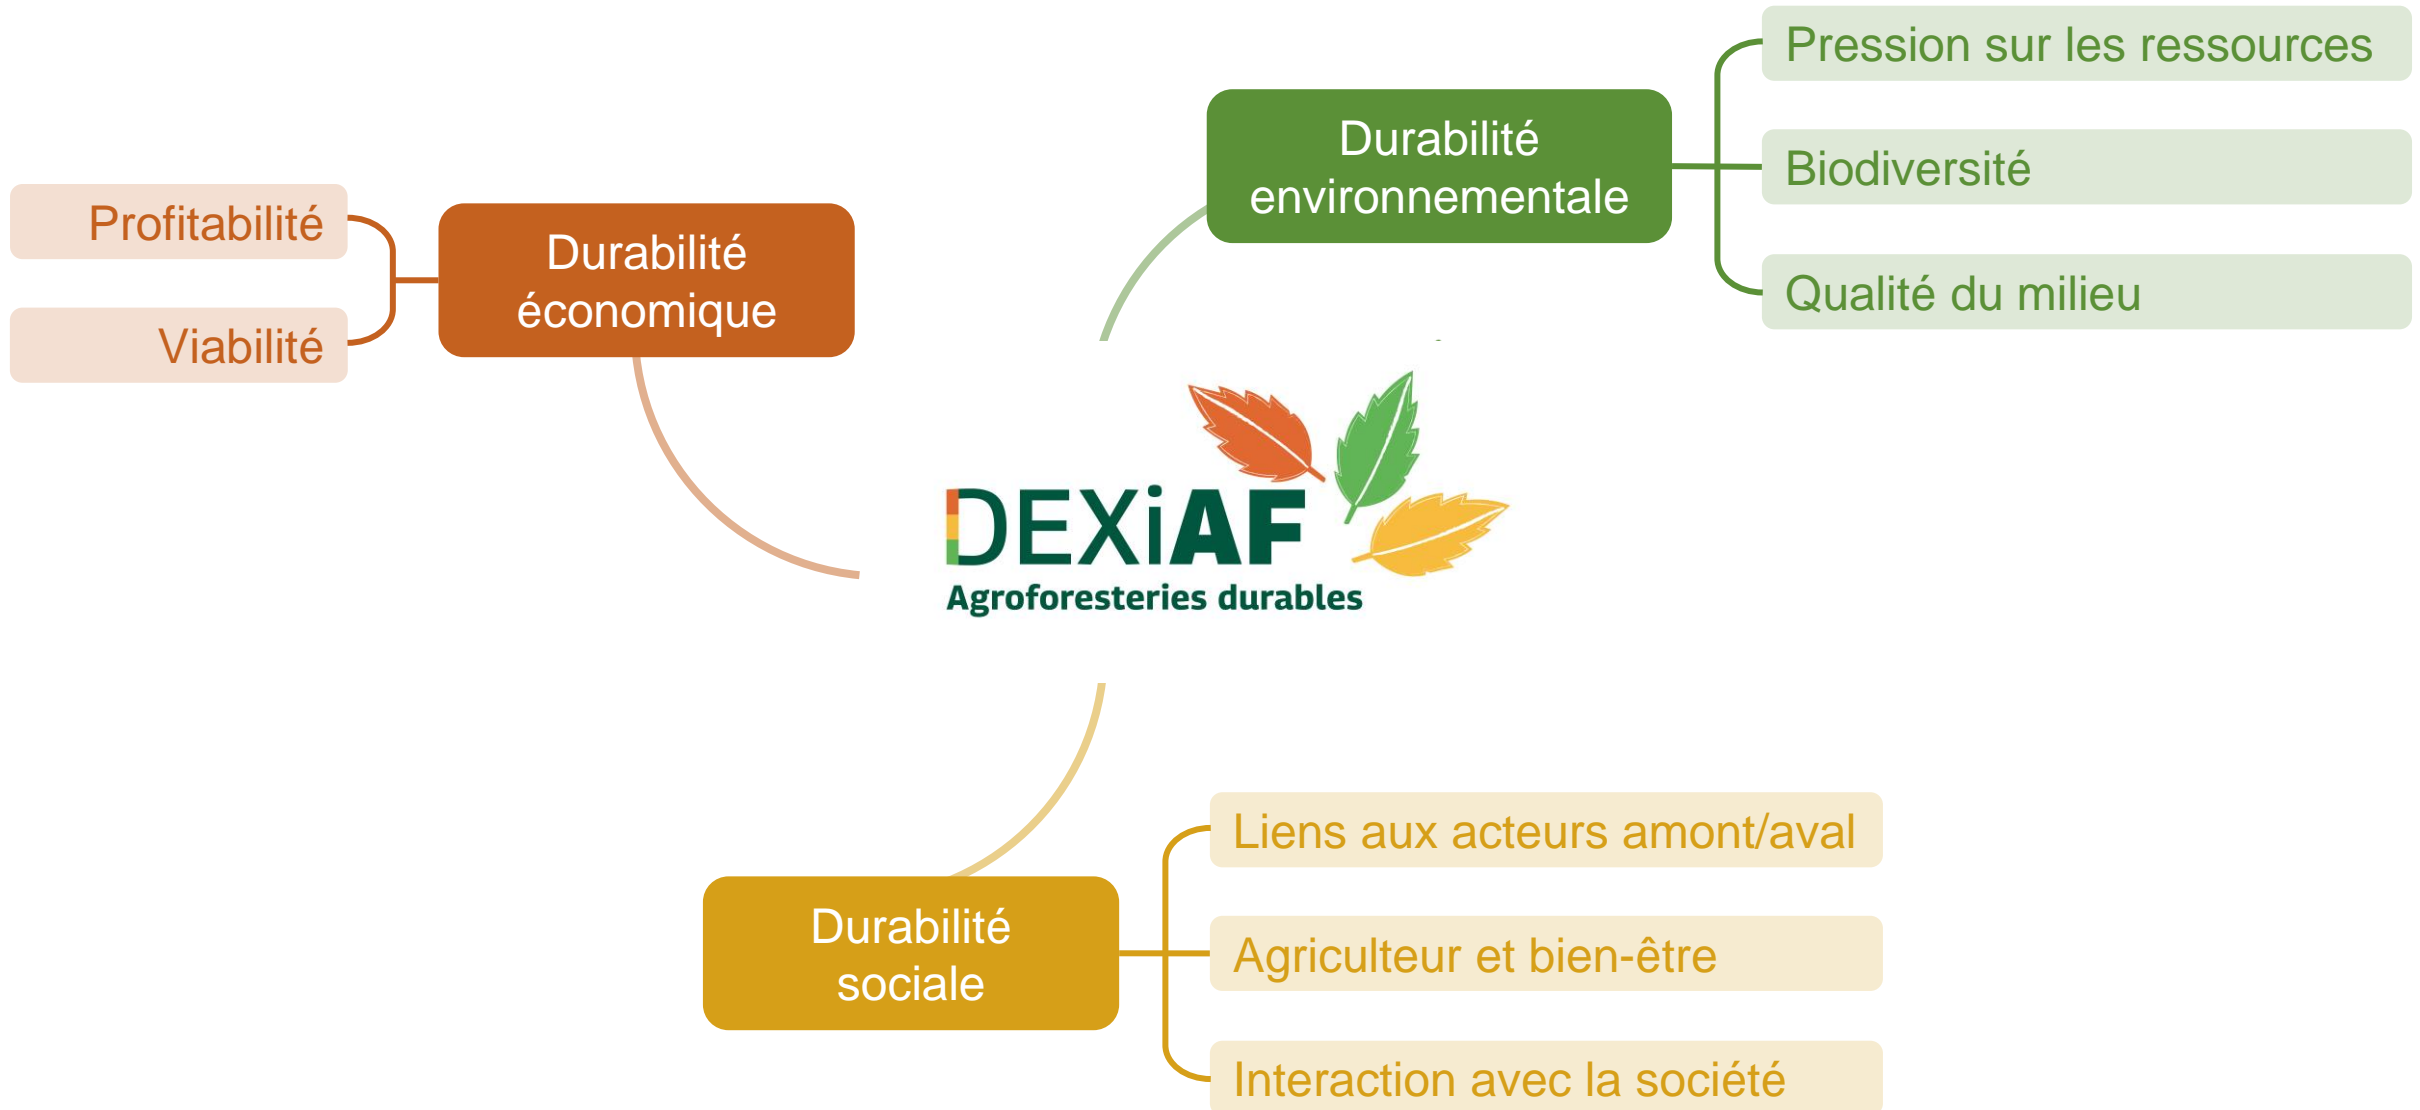 Profitabilité
Viabilité
Durabilité
économique
Durabilité
environnementale
Pression sur les ressources
Biodiversité
Qualité du milieu
DEXiAF
Agroforesteries durables
Durabilité
sociale
Liens aux acteurs amont/aval
Agriculteur et bien-être
Interaction avec la société